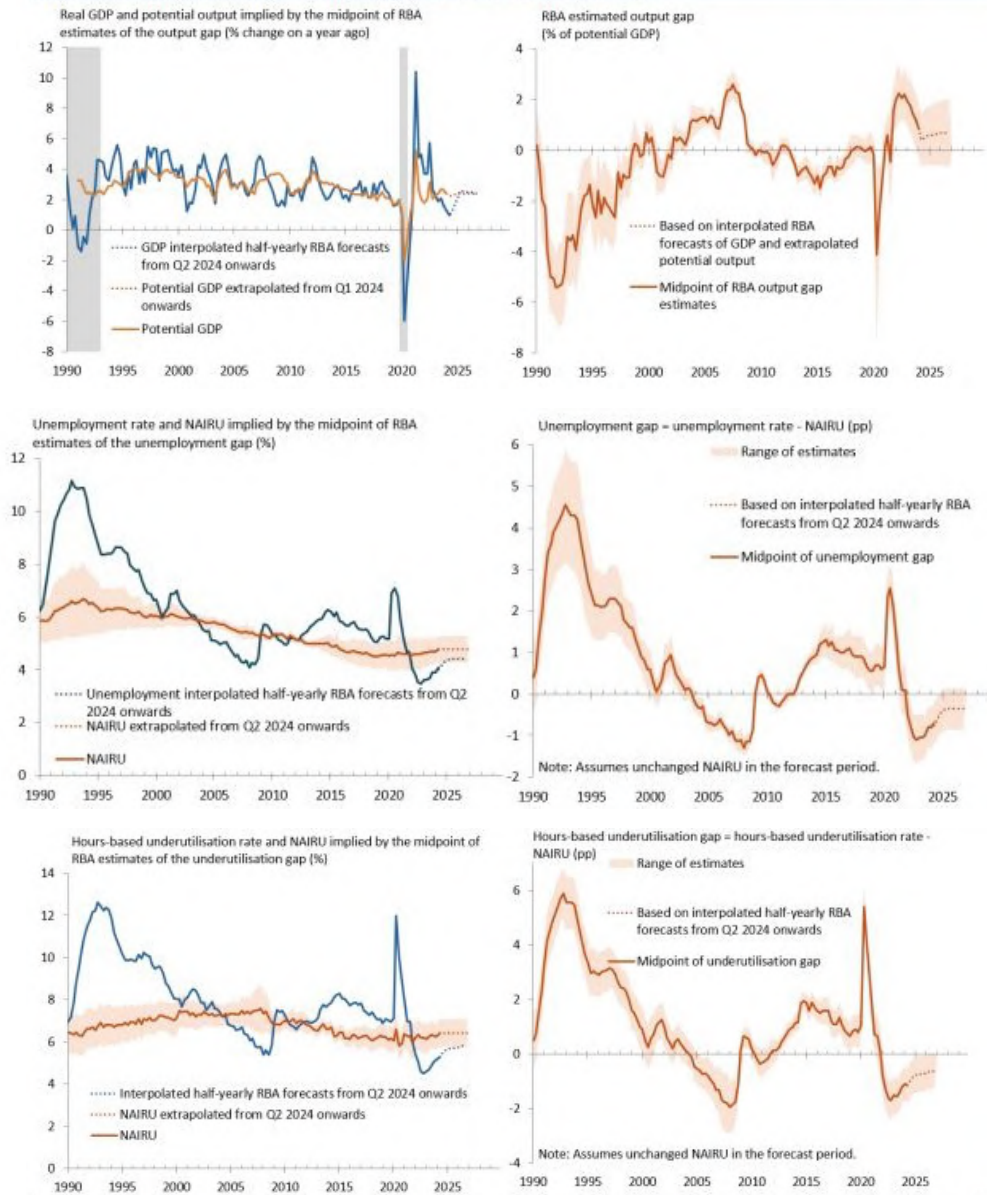 Real GDP and potential output implied by the midpoint of RBA
estimates of the output gap (% change on a year ago)
12
10
8
6
4
2
0
-2
-4
-6
-8
GDP interpolated half-yearly RBA forecasts
from Q2 2024 onwards
Potential GDP extrapolated from Q1 2024
onwards
Potential GDP
1990 1995 2000 2005 2010 2015 2020 2025
RBA estimated output gap
(% of potential GDP)
4
2
0
-2
-4
-6
-8
Based on interpolated RBA
forecasts of GDP and extrapolated
potential output
Midpoint of RBA output gap
estimates
1990 1995 2000 2005 2010 2015 2020 2025
Unemployment rate and NAIRU implied by the midpoint of RBA
estimates of the unemployment gap (%)
12
10
8
6
4
2
0
Unemployment interpolated half-yearly RBA forecasts from Q2
2024 onwards
NAIRU extrapolated from Q2 2024 onwards
NAIRU
1990 1995 2000 2005 2010 2015 2020 2025
Unemployment gap = unemployment rate - NAIRU (pp)
6
5
4
3
2
1
0
-1
-2
Range of estimates
Based on interpolated half-yearly RBA
forecasts from Q2 2024 onwards
Midpoint of unemployment gap
Note: Assumes unchanged NAIRU in the forecast period.
1990 1995 2000 2005 2010 2015 2020 2025
Hours-based underutilisation rate and NAIRU implied by the midpoint of
RBA estimates of the underutilisation gap (%)
14
12
10
8
6
4
2
0
Interpolated half-yearly RBA forecasts from Q2 2024 onwards
NAIRU extrapolated from Q2 2024 onwards
NAIRU
1990 1995 2000 2005 2010 2015 2020 2025
Hours-based underutilisation gap = hours-based underutilisation rate -
NAIRU (pp)
6
4
2
0
-2
-4
Range of estimates
Based on interpolated half-yearly RBA
forecasts from Q2 2024 onwards
Midpoint of underutilisation gap
Note: Assumes unchanged NAIRU in the forecast period.
1990 1995 2000 2005 2010 2015 2020 2025